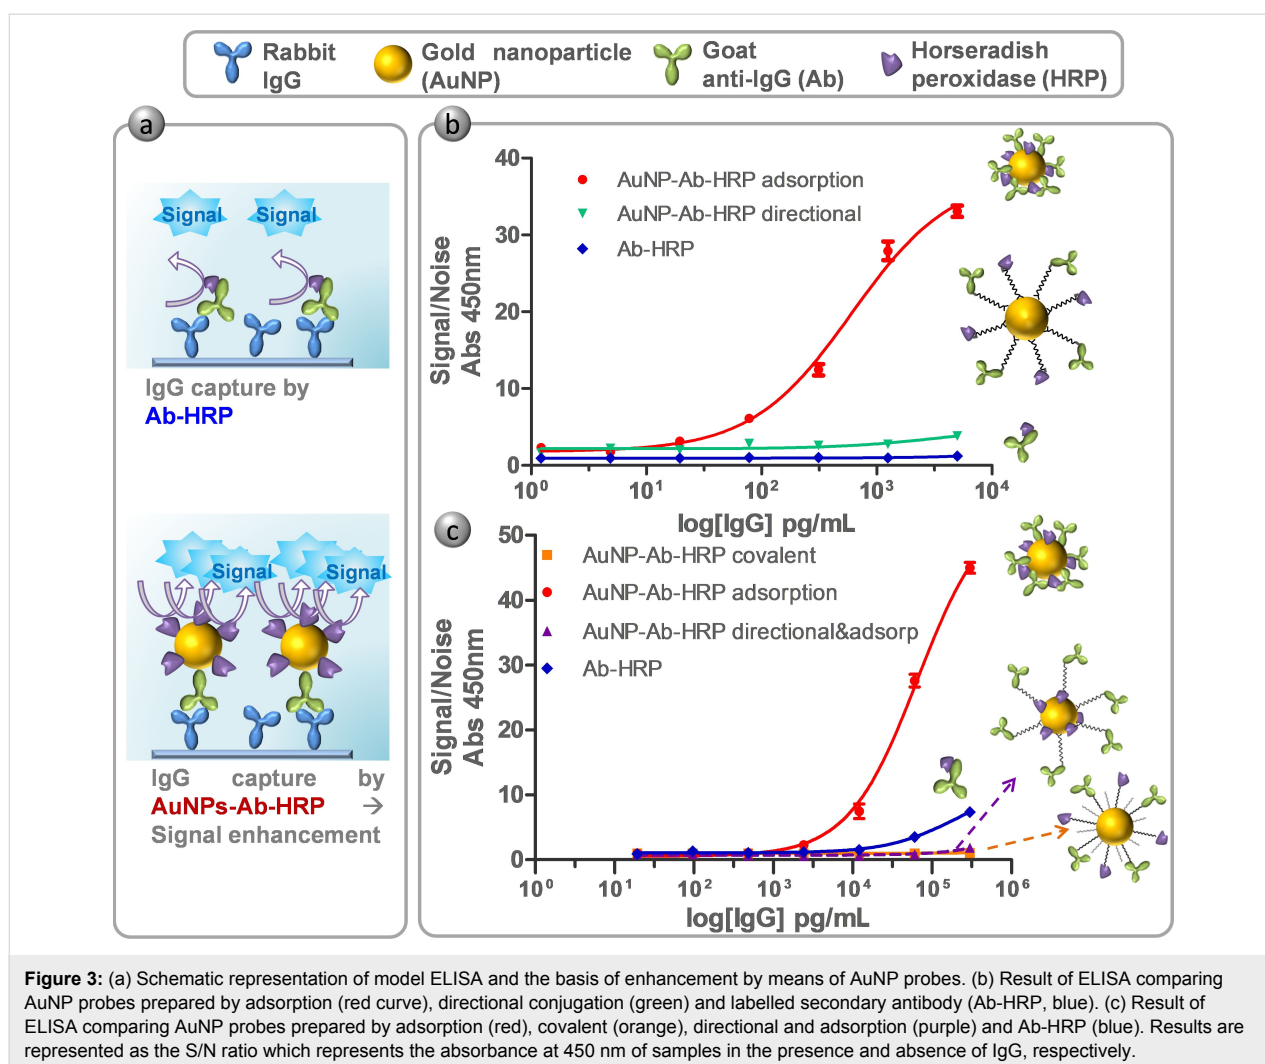 Rabbit IgG
Gold nanoparticle (AuNP)
Goat anti-IgG (Ab)
Horseradish peroxidase (HRP)
a
Signal Signal
IgG capture by
Ab-HRP
Signal Signal
IgG capture by
AuNPs-Ab-HRP →
Signal enhancement
b
Signal/Noise
Abs 450nm
40
30
20
10
0
AuNP-Ab-HRP adsorption
AuNP-Ab-HRP directional
Ab-HRP
10⁰ 10¹ 10² 10³ 10⁴
log[IgG] pg/mL
c
Signal/Noise
Abs 450nm
50
40
30
20
10
0
AuNP-Ab-HRP covalent
AuNP-Ab-HRP adsorption
AuNP-Ab-HRP directional&adsorp
Ab-HRP
10⁰ 10¹ 10² 10³ 10⁴ 10⁵ 10⁶
log[IgG] pg/mL
Figure 3: (a) Schematic representation of model ELISA and the basis of enhancement by means of AuNP probes. (b) Result of ELISA comparing
AuNP probes prepared by adsorption (red curve), directional conjugation (green) and labelled secondary antibody (Ab-HRP, blue). (c) Result of
ELISA comparing AuNP probes prepared by adsorption (red), covalent (orange), directional and adsorption (purple) and Ab-HRP (blue). Results are
represented as the S/N ratio which represents the absorbance at 450 nm of samples in the presence and absence of IgG, respectively.